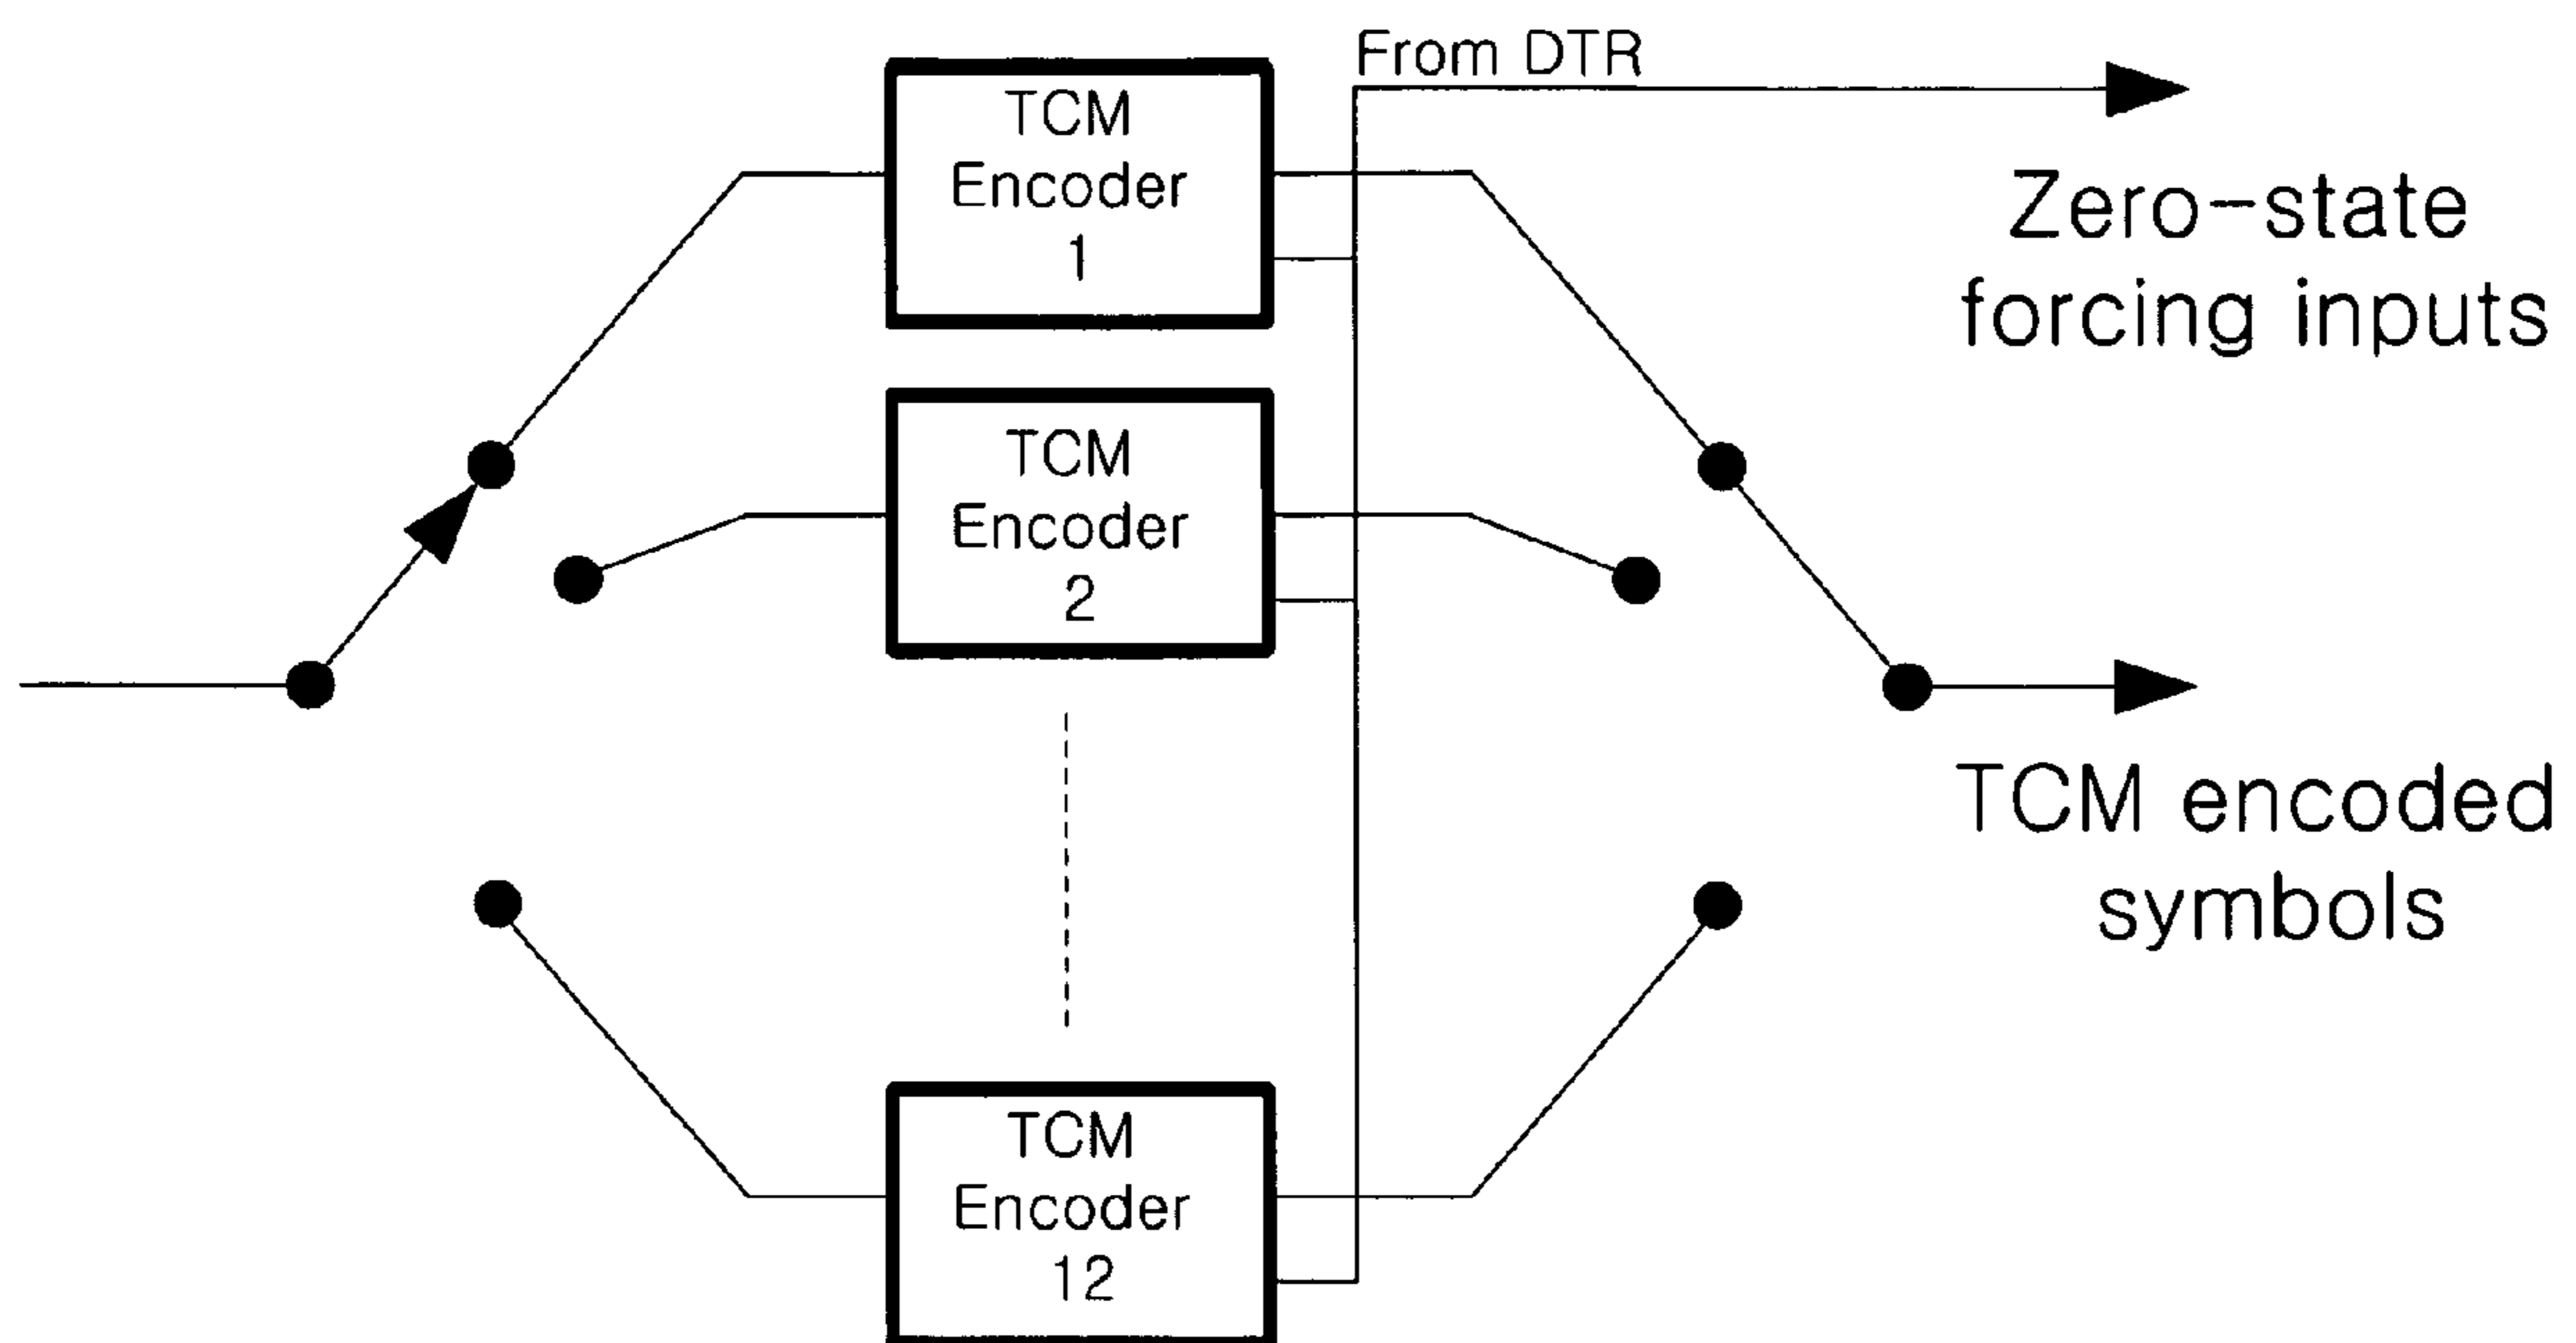 From DTR
TCM
Encoder
1
Zero-state
forcing inputs
TCM
Encoder
2
TCM encoded
symbols
TCM
Encoder
12